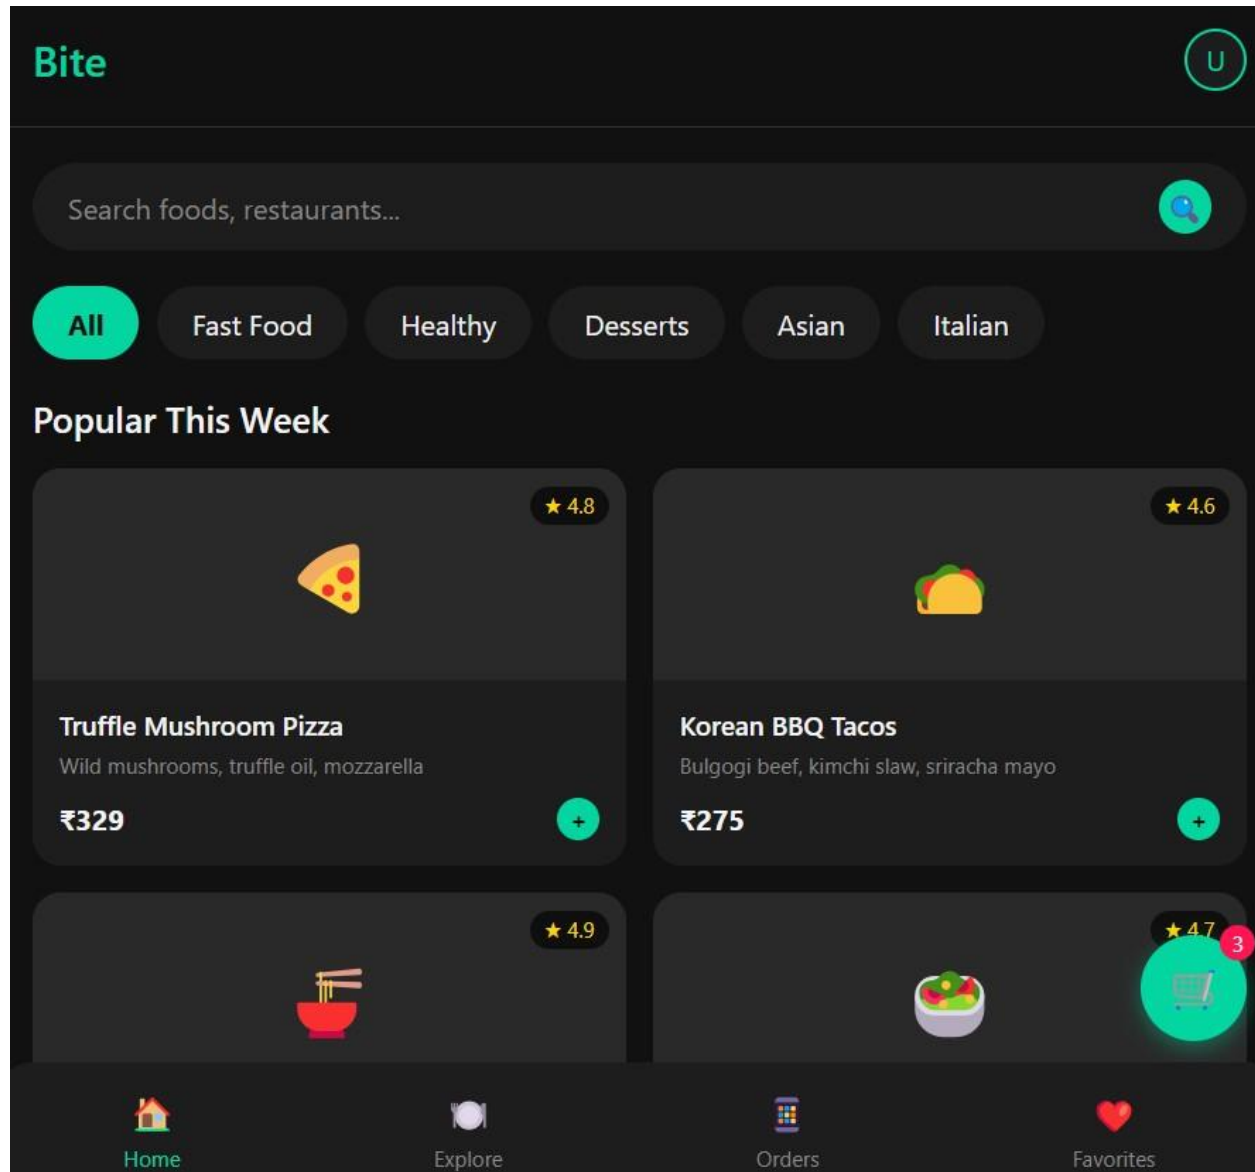 Bite
U
Search foods, restaurants...
All Fast Food Healthy Desserts Asian Italian
Popular This Week
★ 4.8
★ 4.6
Truffle Mushroom Pizza
Wild mushrooms, truffle oil, mozzarella
₹329
+
Korean BBQ Tacos
Bulgogi beef, kimchi slaw, sriracha mayo
₹275
+
★ 4.9
★ 4.7
3
Home Explore Orders Favorites